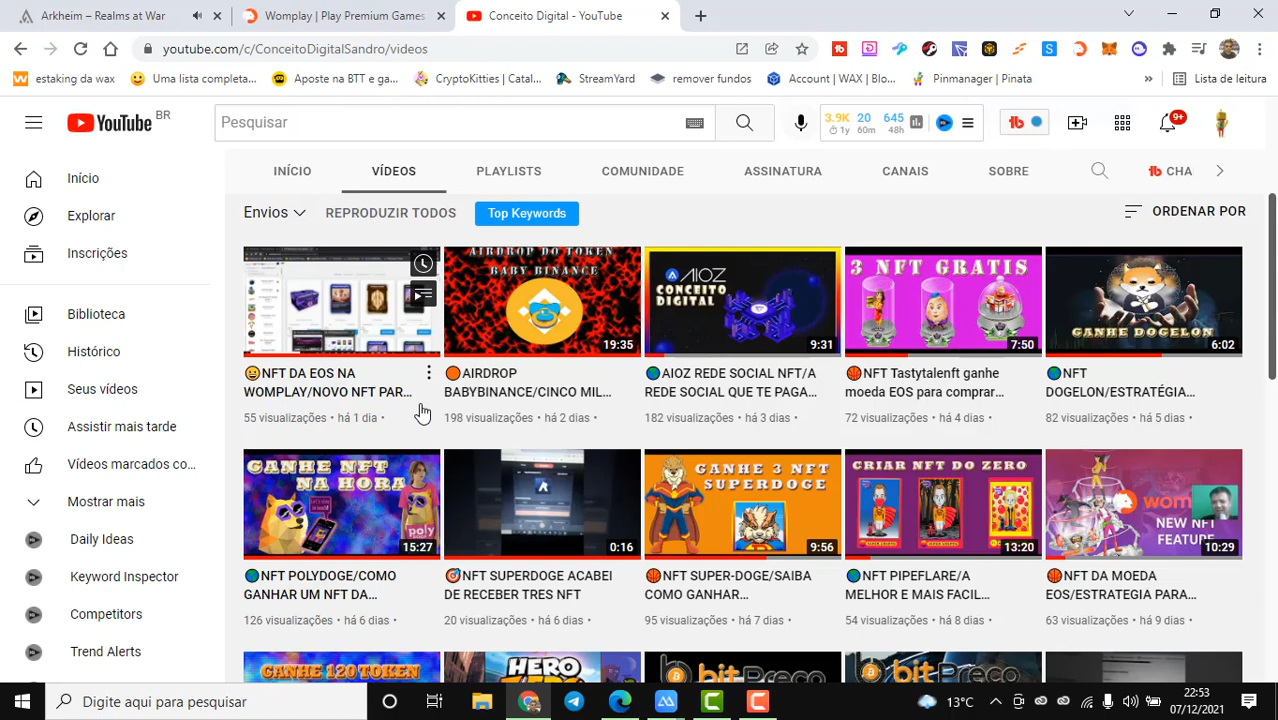 Arkheim – Realms at War
Womplay | Play Premium Games
Conceito Digital - YouTube
youtube.com/c/ConceitoDigitalSandro/videos
estaking da wax
Uma lista completa...
Aposte na BTT e ga...
CryptoKitties | Catal...
StreamYard
remover fundos
Account | WAX | Blo...
Pinmanager | Pinata
»
Lista de leitura
YouTube BR
Pesquisar
3.9K 20 645
1y 60m 48h
tb
9+
INÍCIO
VÍDEOS
PLAYLISTS
COMUNIDADE
ASSINATURA
CANAIS
SOBRE
tb CHA
Envios
REPRODUZIR TODOS
Top Keywords
ORDENAR POR
Início
Explorar
Inscrições
Biblioteca
Histórico
Seus vídeos
Assistir mais tarde
Vídeos marcados co...
Mostrar mais
Daily Ideas
Keyword Inspector
Competitors
Trend Alerts
NFT DA EOS NA
WOMPLAY/NOVO NFT PAR...
55 visualizações • há 1 dia •
AIRDROP DO TOKEN
BABY BINANCE
19:35
AIRDROP
BABYBINANCE/CINCO MIL...
198 visualizações • há 2 dias •
AIOZ
CONCEITO
DIGITAL
9:31
AIOZ REDE SOCIAL NFT/A
REDE SOCIAL QUE TE PAGA...
182 visualizações • há 3 dias •
3 NFT GRATIS
7:50
NFT Tastytalenft ganhe
moeda EOS para comprar...
72 visualizações • há 4 dias •
GANHE DOGELON
6:02
NFT
DOGELON/ESTRATÉGIA...
82 visualizações • há 5 dias •
GANHE NFT
NA HORA
poly
15:27
NFT POLYDOGE/COMO
GANHAR UM NFT DA...
126 visualizações • há 6 dias •
0:16
NFT SUPERDOGE ACABEI
DE RECEBER TRES NFT
20 visualizações • há 6 dias •
GANHE 3 NFT
SUPERDOGE
9:56
NFT SUPER-DOGE/SAIBA
COMO GANHAR...
95 visualizações • há 7 dias •
CRIAR NFT DO ZERO
13:20
NFT PIPEFLARE/A
MELHOR E MAIS FACIL...
54 visualizações • há 8 dias •
wom
NEW NFT
FEATURE
10:29
NFT DA MOEDA
EOS/ESTRATEGIA PARA...
63 visualizações • há 9 dias •
GANHE 120 TOKEN
HERO
bitPreço
bitPreço
Digite aqui para pesquisar
13°C
22:53
07/12/2021